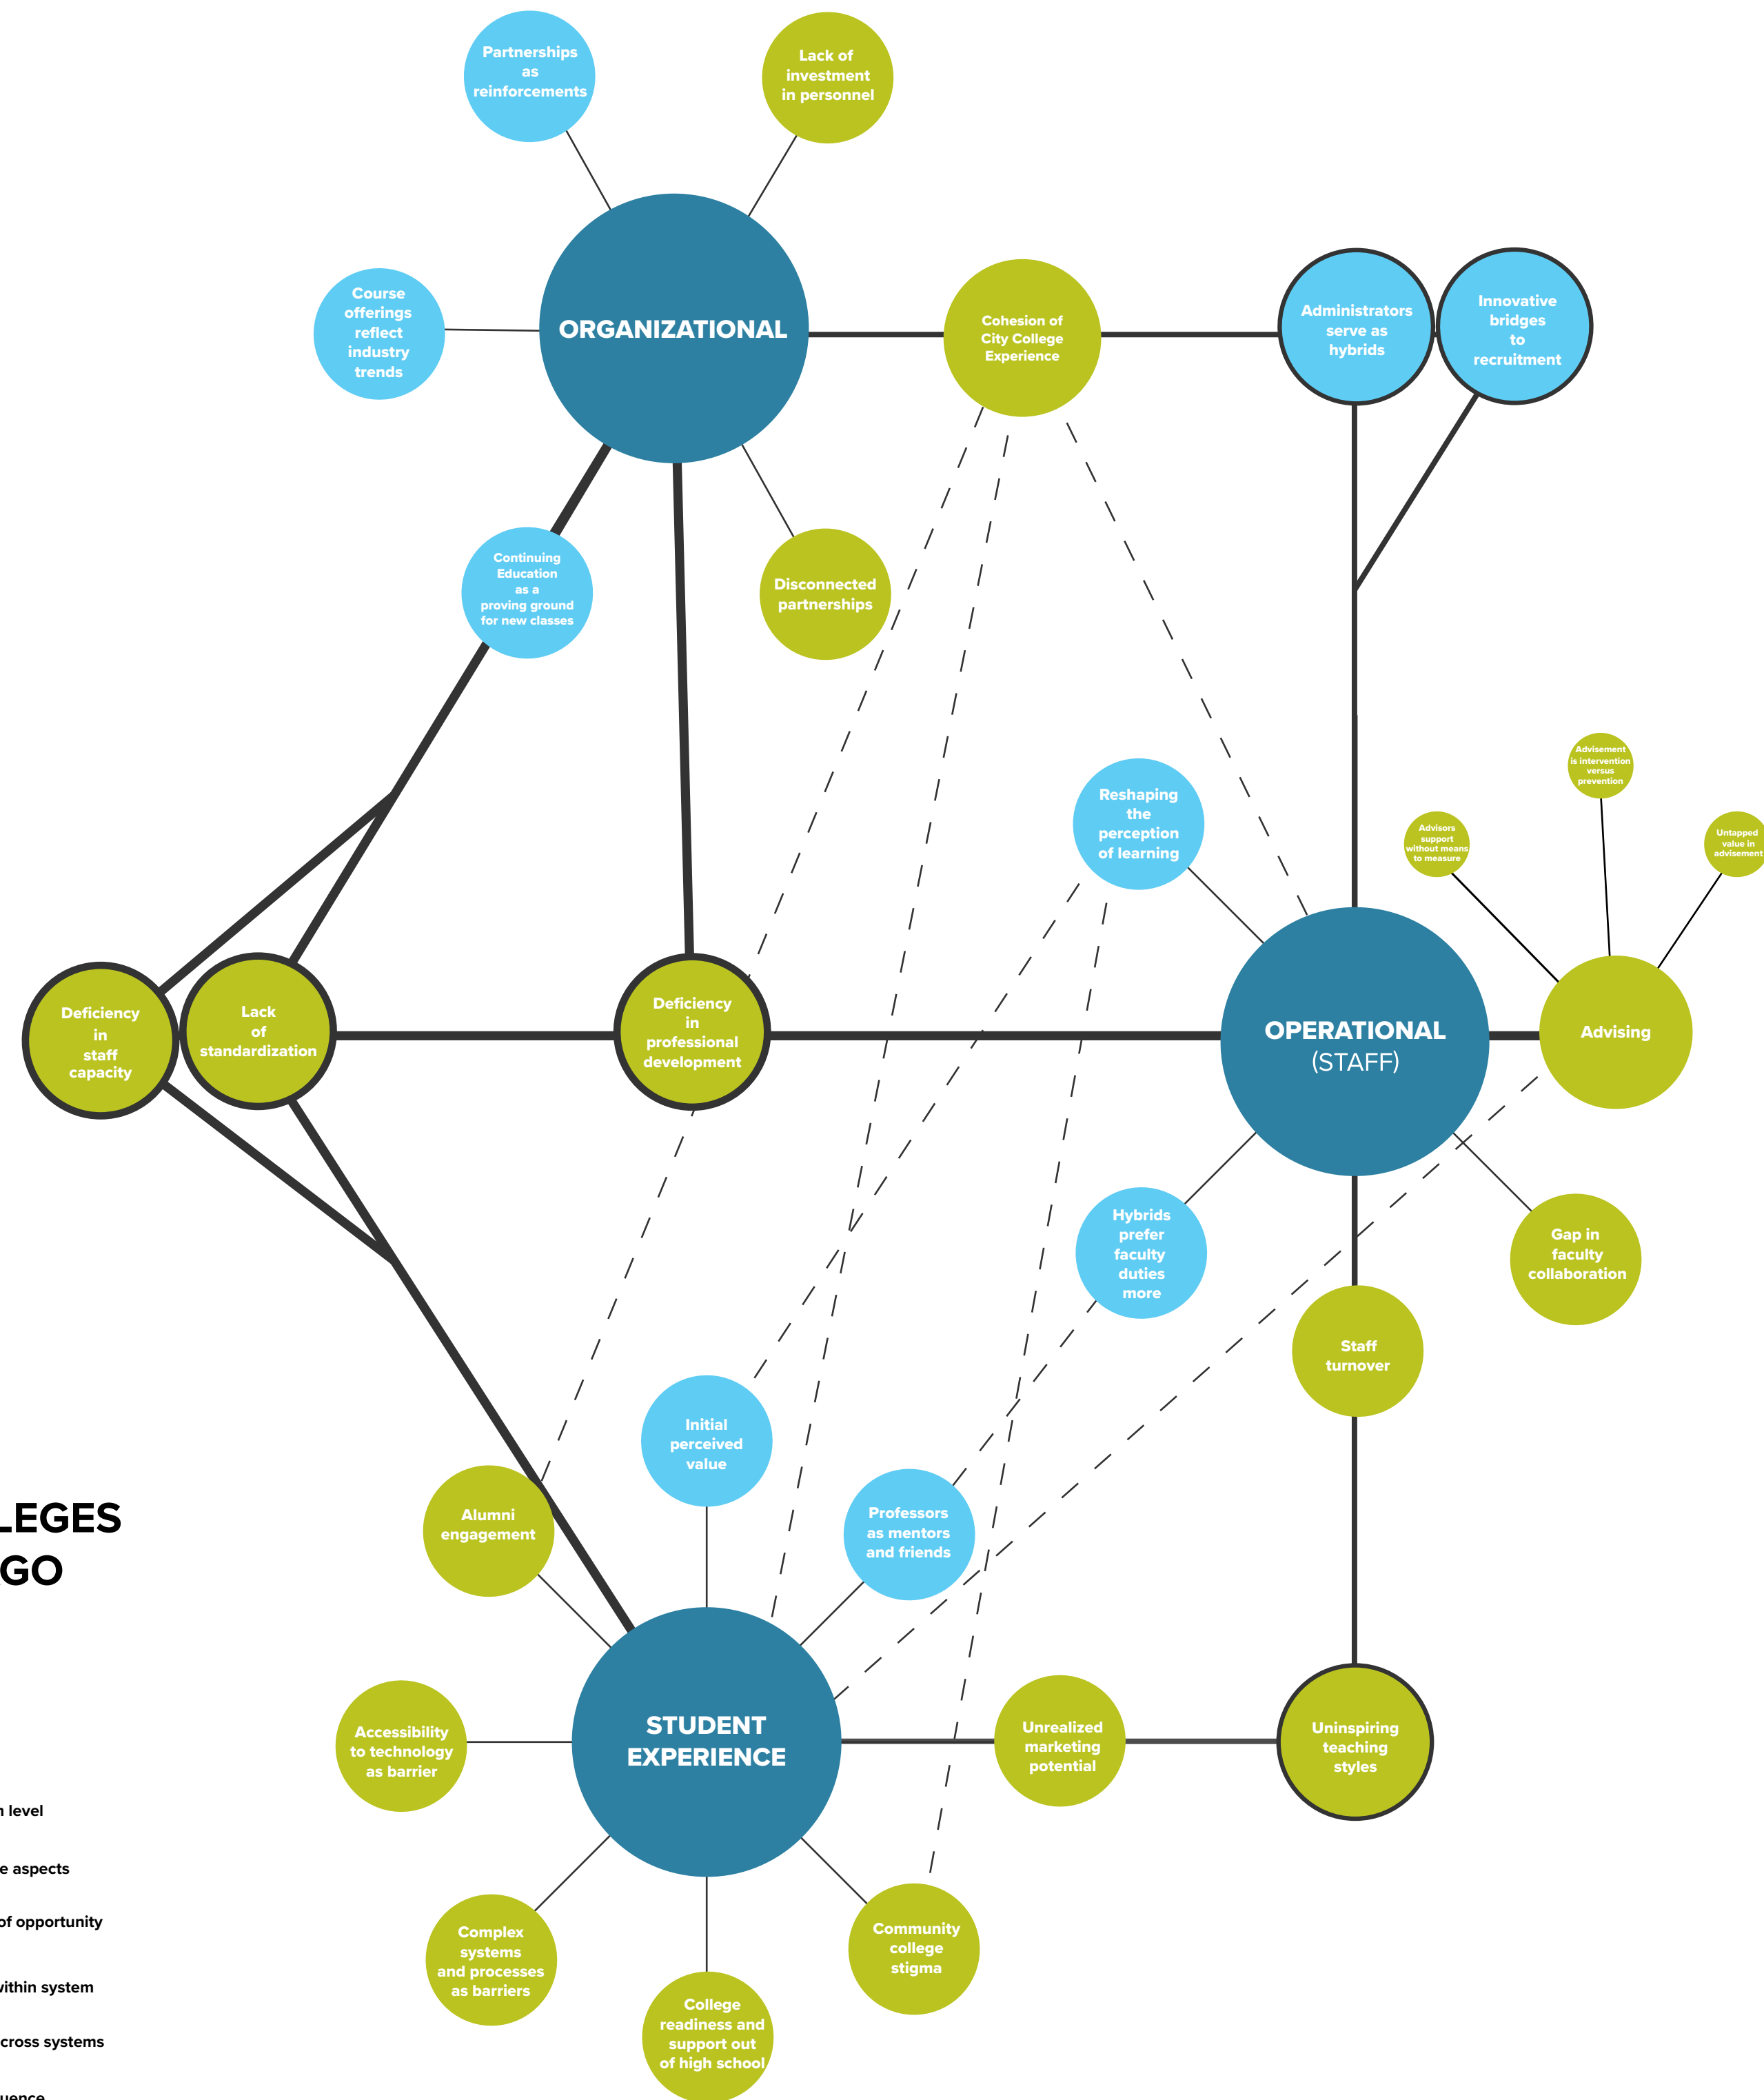 Partnerships
as
reinforcements
Lack of
investment
in personnel
Course
offerings
reflect
industry
trends
ORGANIZATIONAL
Cohesion of
City College
Experience
Administrators
serve as
hybrids
Innovative
bridges
to
recruitment
Continuing
Education
as a
proving ground
for new classes
Disconnected
partnerships
Reshaping
the
perception
of learning
Advisement
is intervention
versus
prevention
Advisors
support
without means
to measure
Untapped
value in
advisement
Deficiency
in
staff
capacity
Lack
of
standardization
Deficiency
in
professional
development
OPERATIONAL
(STAFF)
Advising
Hybrids
prefer
faculty
duties
more
Gap in
faculty
collaboration
Staff
turnover
Initial
perceived
value
Alumni
engagement
Professors
as mentors
and friends
LEGES
GO
STUDENT
EXPERIENCE
Accessibility
to technology
as barrier
Unrealized
marketing
potential
Uninspiring
teaching
styles
level
e aspects
of opportunity
within system
cross systems
uence
Complex
systems
and processes
as barriers
College
readiness and
support out
of high school
Community
college
stigma